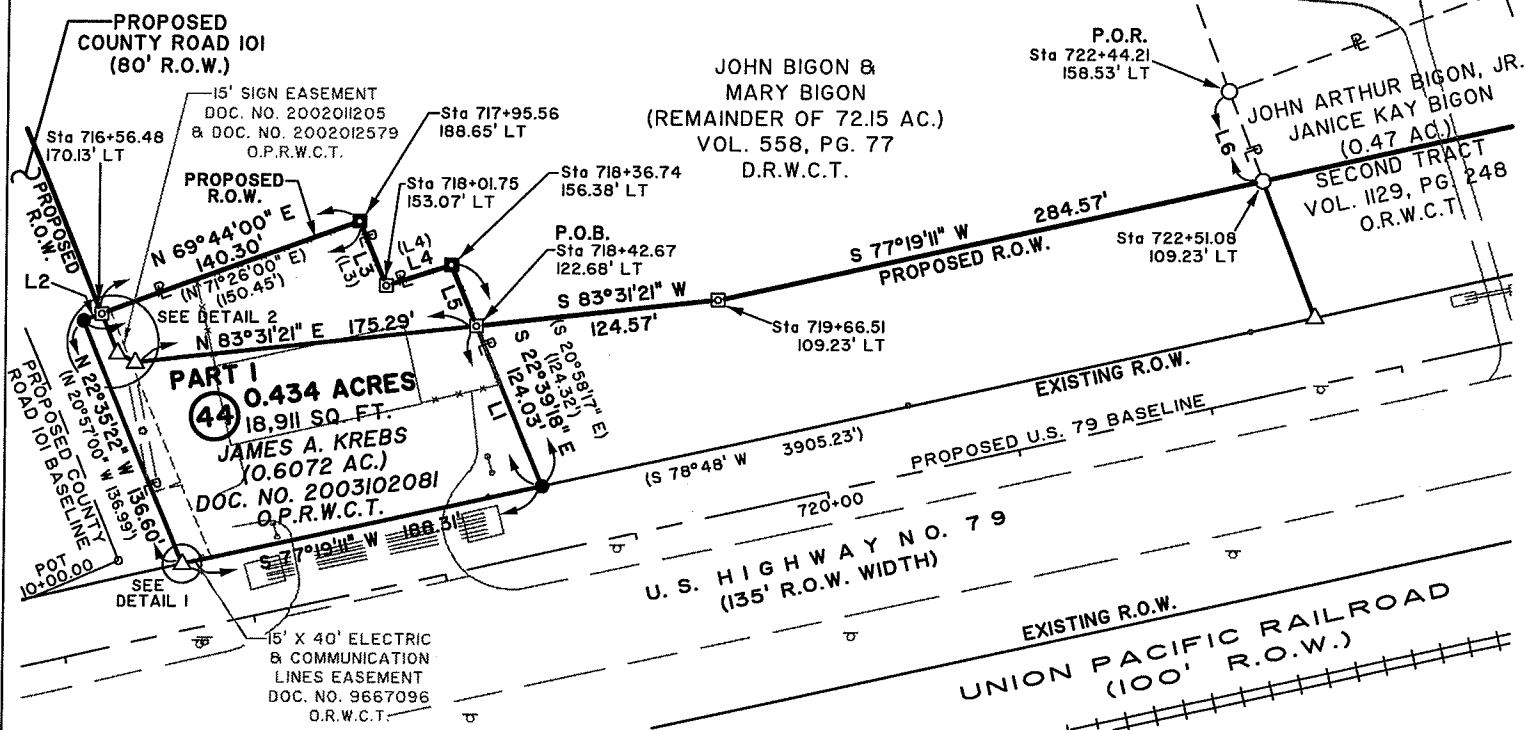 PROPOSED
COUNTY ROAD 101
(80' R.O.W.)
15' SIGN EASEMENT
DOC. NO. 2002011205
& DOC. NO. 2002012579
O.P.R.W.C.T.
Sta 716+56.48
170.13' LT
PROPOSED
R.O.W.
PROPOSED
R.O.W.
Sta 717+95.56
188.65' LT
Sta 718+01.75
153.07' LT
Sta 718+36.74
156.38' LT
P.O.B.
Sta 718+42.67
122.68' LT
JOHN BIGON &
MARY BIGON
(REMAINDER OF 72.15 AC.)
VOL. 558, PG. 77
D.R.W.C.T.
P.O.R.
Sta 722+44.21
158.53' LT
JOHN ARTHUR BIGON, JR.
JANICE KAY BIGON
(0.47 AC.)
SECOND TRACT
VOL. 1129, PG. 248
O.R.W.C.T.
L6
Sta 722+51.08
109.23' LT
N 69°44'00" E
140.30'
(N 71°26'00" E)
(150.45')
L3
(L3)
(L4)
L4
L5
L2
SEE DETAIL 2
N 83°31'21" E 175.29'
S 83°31'21" W
124.57'
Sta 719+66.51
109.23' LT
S 77°19'11" W 284.57'
PROPOSED R.O.W.
PART 1
0.434 ACRES
44
18,911 SQ. FT.
JAMES A. KREBS
(0.6072 AC.)
DOC. NO. 2003102081
O.P.R.W.C.T.
L1
S 22°39'18" E
124.03'
(S 20°58'17" E)
(124.32')
N 22°35'22" W 136.60'
(N 20°57'00" W 136.99')
PROPOSED COUNTY
ROAD 101 BASELINE
POT
10+00.00
SEE
DETAIL 1
S 77°19'11" W 188.31'
(S 78°48' W 3905.23')
EXISTING R.O.W.
PROPOSED U.S. 79 BASELINE
720+00
U.S. HIGHWAY NO. 79
(135' R.O.W. WIDTH)
15' X 40' ELECTRIC
& COMMUNICATION
LINES EASEMENT
DOC. NO. 9667096
O.R.W.C.T.
EXISTING R.O.W.
UNION PACIFIC RAILROAD
(100' R.O.W.)